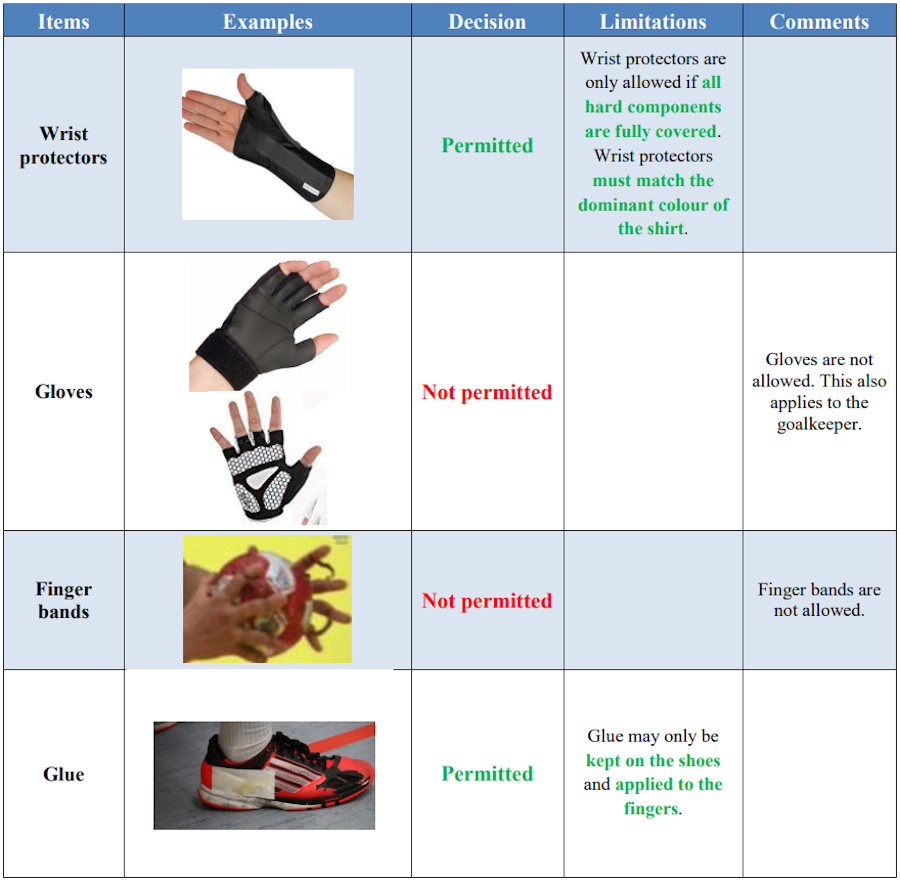 Items Examples Decision Limitations Comments
Wrist
protectors
Permitted
Wrist protectors are
only allowed if all
hard components
are fully covered.
Wrist protectors
must match the
dominant colour of
the shirt.
Gloves
Not permitted
Gloves are not
allowed. This also
applies to the
goalkeeper.
Finger
bands
Not permitted
Finger bands are
not allowed.
Glue
Permitted
Glue may only be
kept on the shoes
and applied to the
fingers.